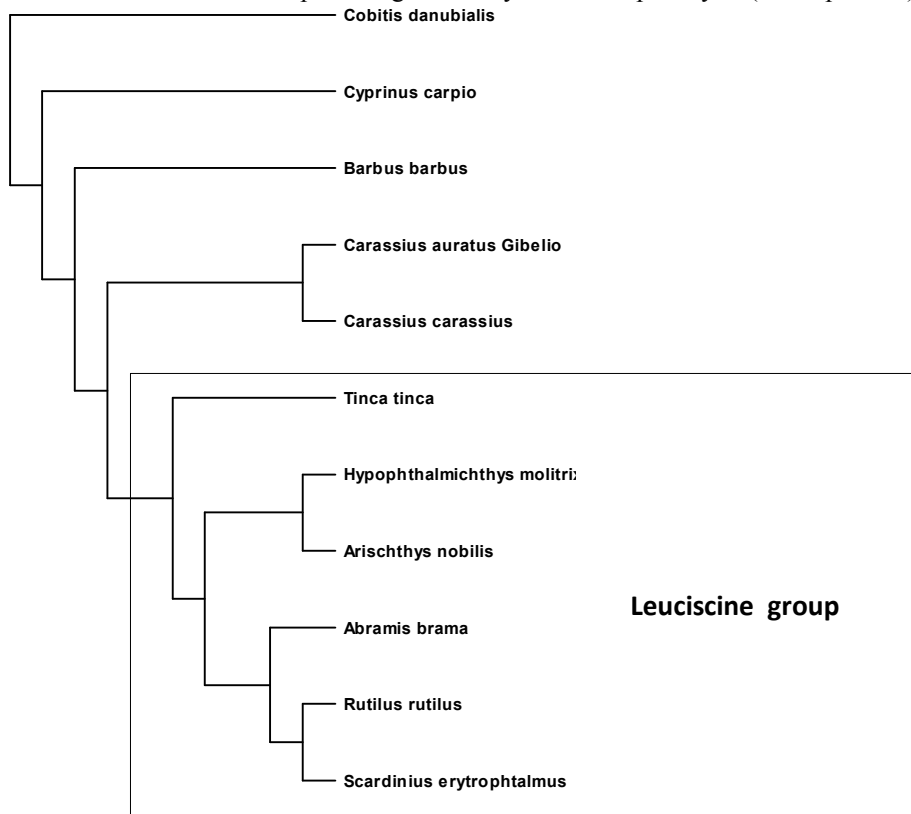 Cobitis danubialis
Cyprinus carpio
Barbus barbus
Carassius auratus Gibelio
Carassius carassius
Tinca tinca
Hypophthalmichthys molitrix
Arischthys nobilis
Leuciscine group
Abramis brama
Rutilus rutilus
Scardinius erytrophtalmus